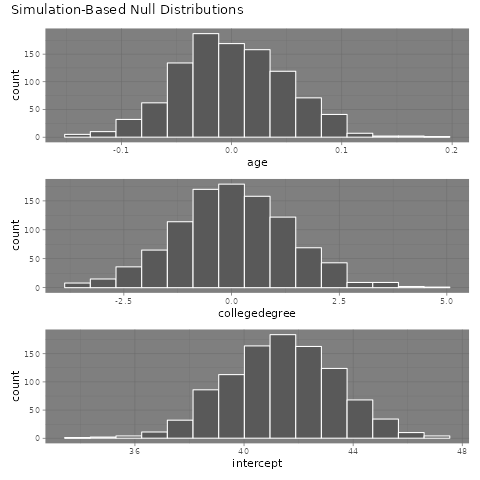 Simulation-Based Null Distributions
150
100
50
0
count
-0.1 0.0 0.1 0.2
age
150
100
50
0
count
-2.5 0.0 2.5 5.0
collegedegree
150
100
50
0
count
36 40 44 48
intercept